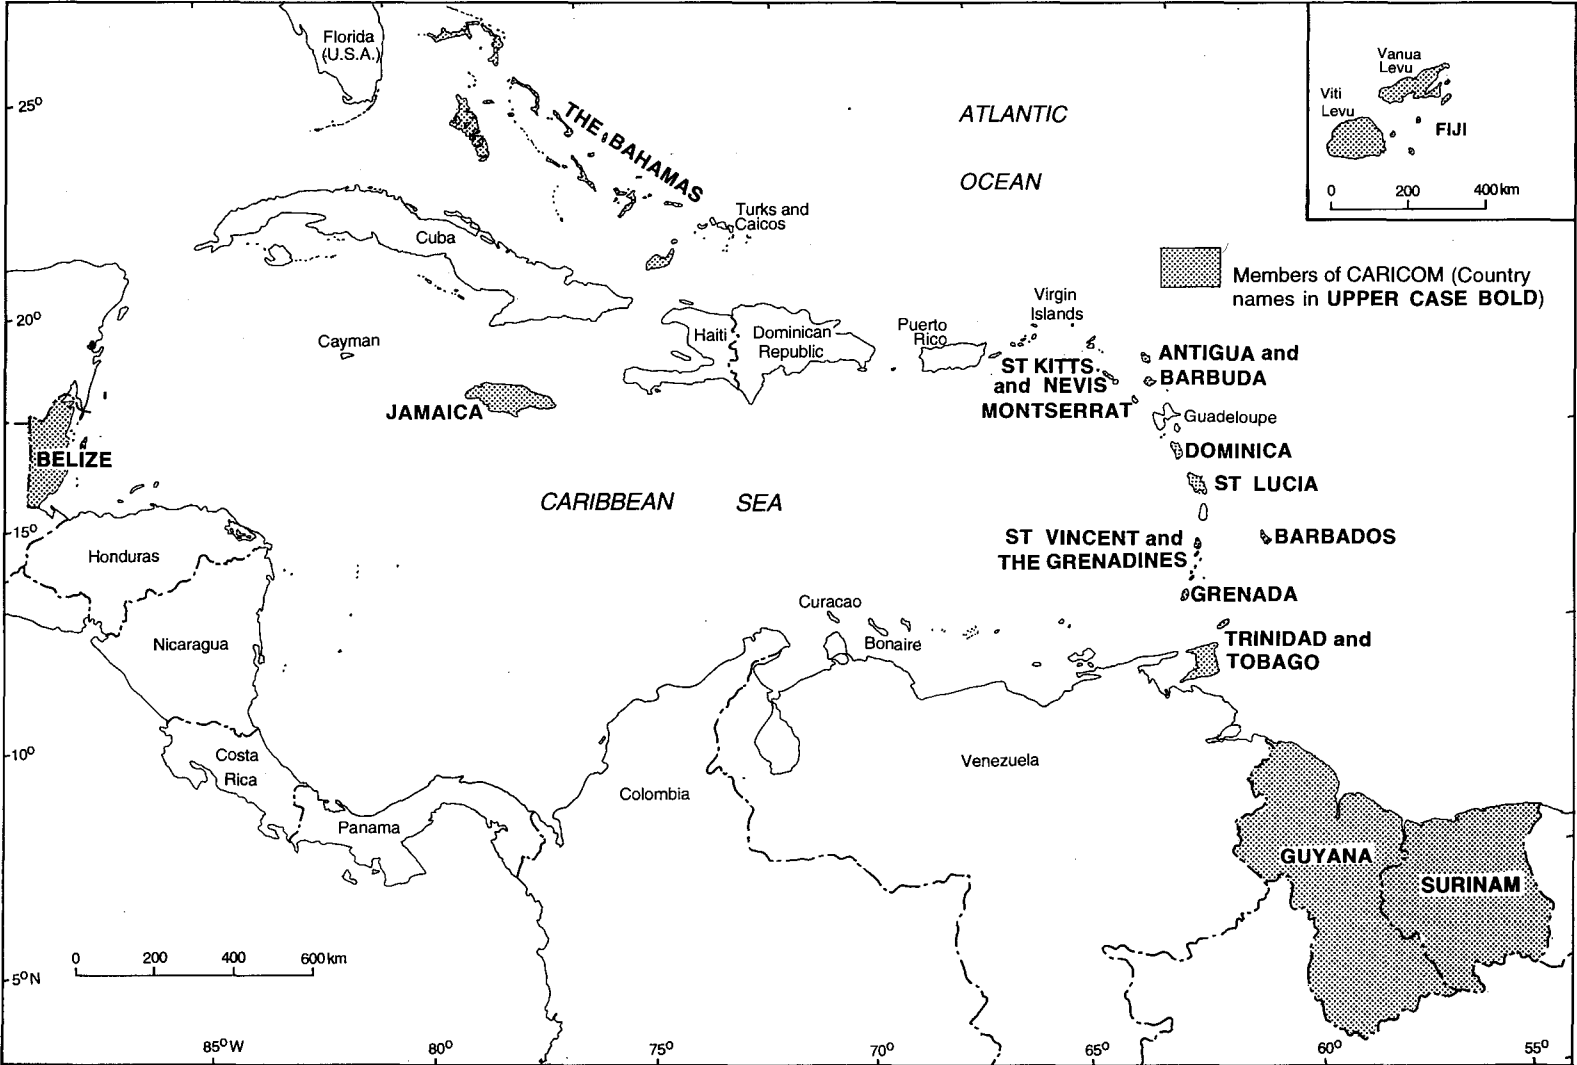 Florida
(U.S.A.)
25°
THE BAHAMAS
ATLANTIC
OCEAN
Vanua
Levu
Viti
Levu
FIJI
0 200 400 km
Turks and
Caicos
Cuba
Members of CARICOM (Country
names in UPPER CASE BOLD)
20°
Cayman
Haiti
Dominican
Republic
Puerto
Rico
Virgin
Islands
ST KITTS
and NEVIS
MONTSERRAT
ANTIGUA and
BARBUDA
Guadeloupe
JAMAICA
BELIZE
DOMINICA
ST LUCIA
CARIBBEAN SEA
15°
Honduras
ST VINCENT and
THE GRENADINES
BARBADOS
GRENADA
Curacao
Bonaire
Nicaragua
TRINIDAD and
TOBAGO
10°
Costa
Rica
Panama
Colombia
Venezuela
GUYANA
SURINAM
0 200 400 600 km
5°N
85°W 80° 75° 70° 65° 60° 55°